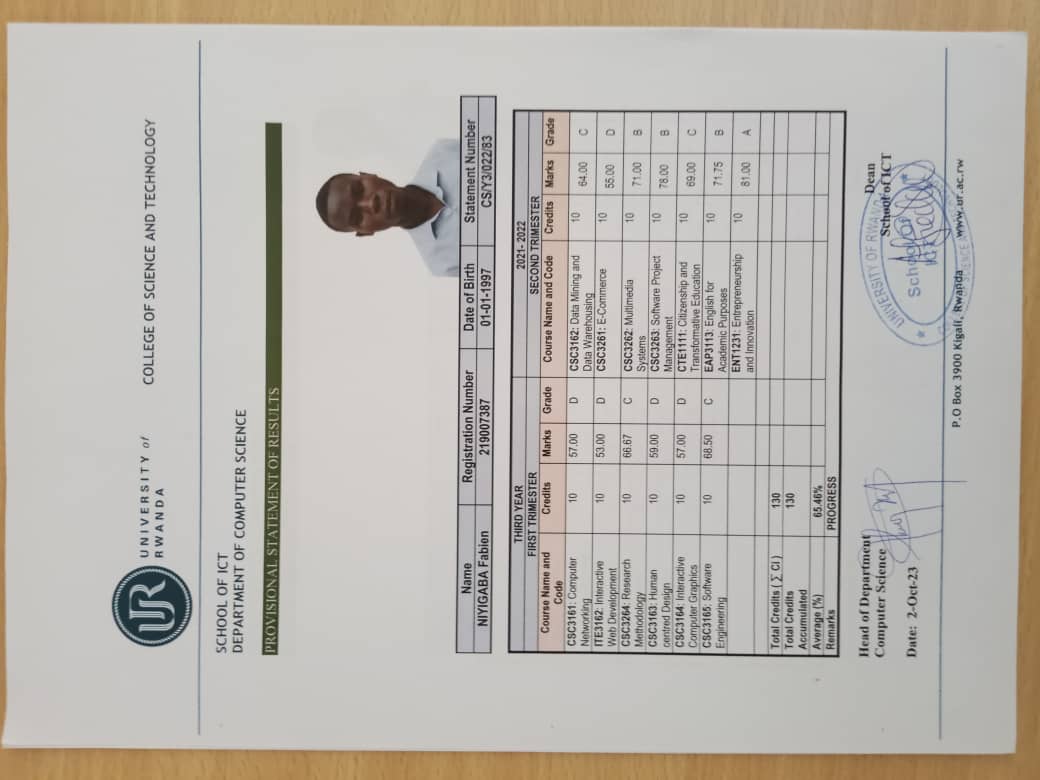 UR
UNIVERSITY of
RWANDA
COLLEGE OF SCIENCE AND TECHNOLOGY
SCHOOL OF ICT
DEPARTMENT OF COMPUTER SCIENCE
PROVISIONAL STATEMENT OF RESULTS
Name Registration Number Date of Birth Statement Number
NIYIGABA Fabien 219007387 01-01-1997 CS/Y3/022/83
THIRD YEAR 2021- 2022
FIRST TRIMESTER SECOND TRIMESTER
Course Name and Code Credits Marks Grade Course Name and Code Credits Marks Grade
CSC3161: Computer Networking 10 57.00 D CSC3162: Data Mining and Data Warehousing 10 64.00 C
ITE3162: Interactive Web Development 10 53.00 D CSC3261: E-Commerce 10 55.00 D
CSC3264: Research Methodology 10 66.67 C CSC3262: Multimedia Systems 10 71.00 B
CSC3163: Human centred Design 10 59.00 D CSC3263: Software Project Management 10 78.00 B
CSC3164: Interactive Computer Graphics 10 57.00 D CTE1111: Citizenship and Transformative Education 10 69.00 C
CSC3165: Software Engineering 10 68.50 C EAP3113: English for Academic Purposes 10 71.75 B
ENT1231: Entrepreneurship and Innovation 10 81.00 A
Total Credits (∑ Ci ) 130
Total Credits Accumulated 130
Average (%) 65.46%
Remarks PROGRESS
Head of Department
Computer Science
Date: 2-Oct-23
Dean
School of ICT
UNIVERSITY OF RWANDA
School Of
ICT
COLLEGE OF SCIENCE AND TECHNOLOGY
P.O Box 3900 Kigali, Rwanda www.ur.ac.rw